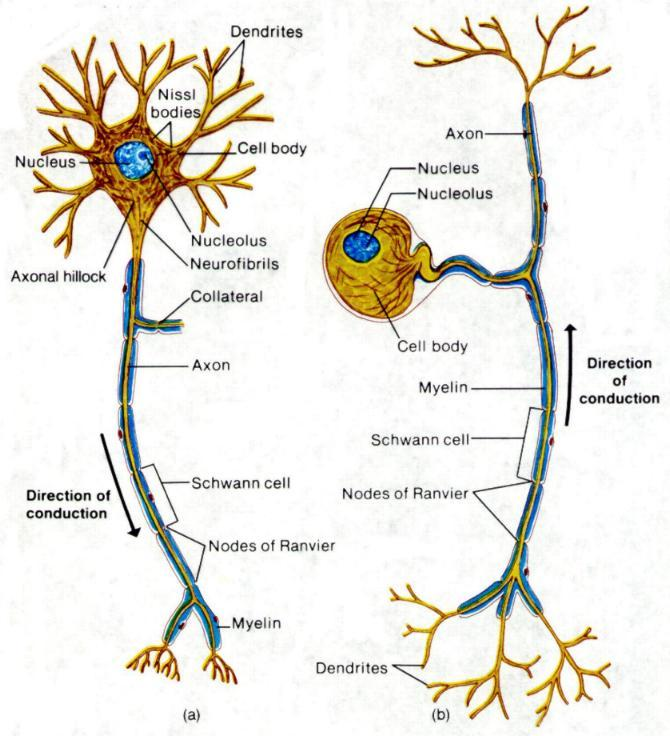 Dendrites
Nissl
bodies
Nucleus
Cell body
Nucleolus
Neurofibrils
Axonal hillock
Collateral
Axon
Schwann cell
Direction of
conduction
Nodes of Ranvier
Myelin
(a)
Axon
Nucleus
Nucleolus
Cell body
Direction
of
conduction
Myelin
Schwann cell
Nodes of Ranvier
Dendrites
(b)